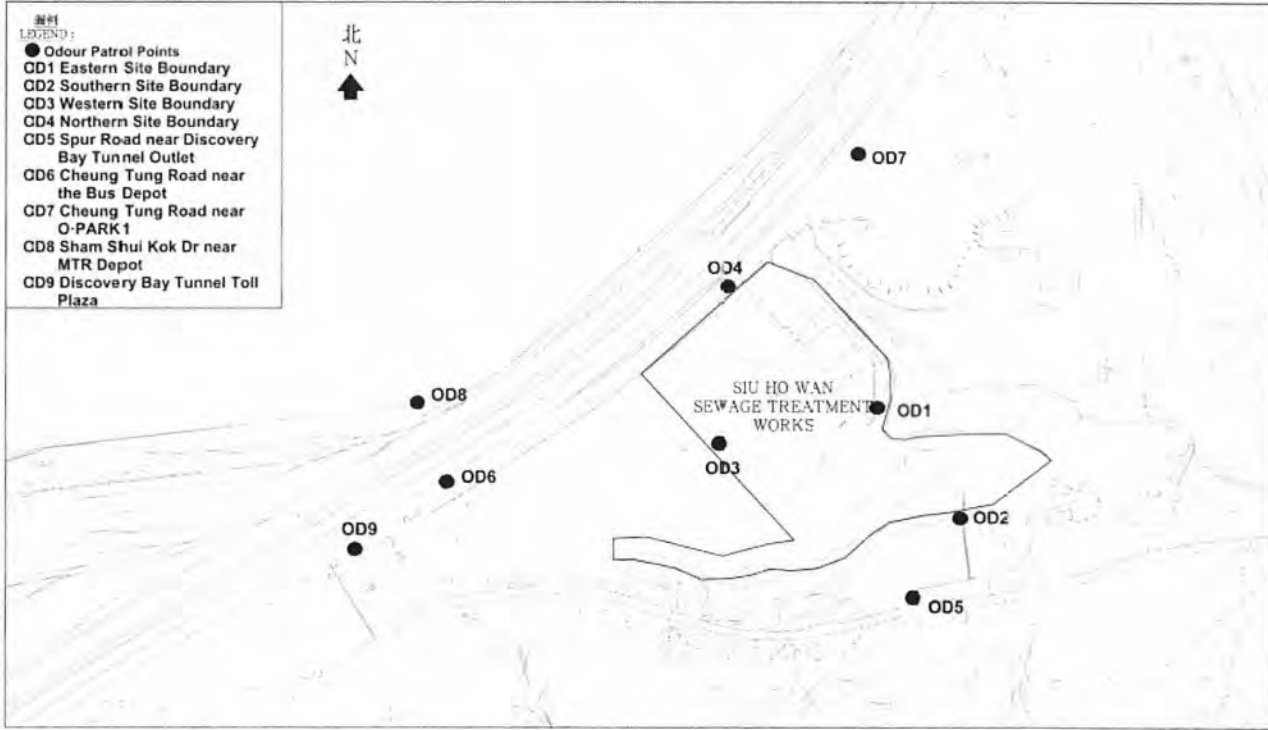 圖例
LEGEND :
Odour Patrol Points
OD1 Eastern Site Boundary
OD2 Southern Site Boundary
OD3 Western Site Boundary
OD4 Northern Site Boundary
OD5 Spur Road near Discovery
Bay Tunnel Outlet
OD6 Cheung Tung Road near
the Bus Depot
OD7 Cheung Tung Road near
O-PARK1
OD8 Sham Shui Kok Dr near
MTR Depot
OD9 Discovery Bay Tunnel Toll
Plaza
北
N
OD7
OD4
SIU HO WAN
SEWAGE TREATMENT
WORKS
OD8
OD1
OD3
OD6
OD2
OD9
OD5